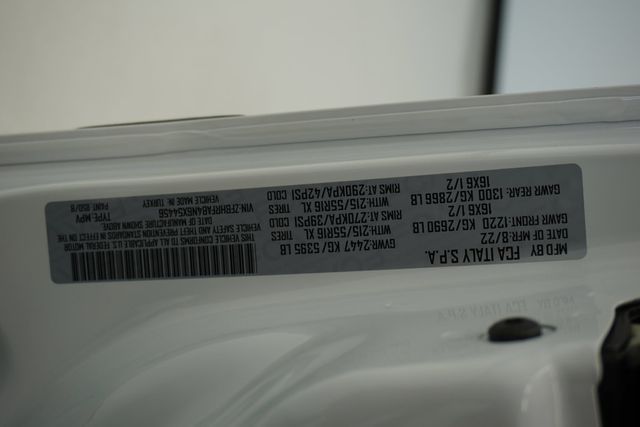 MFD BY FCA ITALY S.P.A.
DATE OF MFR: 8/22 GVWR: 2447 KG/5395 LB
GAWR FRONT: 1220 KG/2690 LB WITH: 215/55R16 XL TIRES
16X6 1/2 RIMS AT: 270KPA/39PSI COLD
GAWR REAR: 1300 KG/2866 LB WITH: 215/55R16 XL TIRES
16X6 1/2 RIMS AT: 290KPA/42PSI COLD
THIS VEHICLE CONFORMS TO ALL APPLICABLE U.S. FEDERAL MOTOR
VEHICLE SAFETY, BUMPER AND THEFT PREVENTION STANDARDS IN EFFECT ON THE
DATE OF MANUFACTURE SHOWN ABOVE
VEHICLE MADE IN: TURKEY
TYPE: MPV